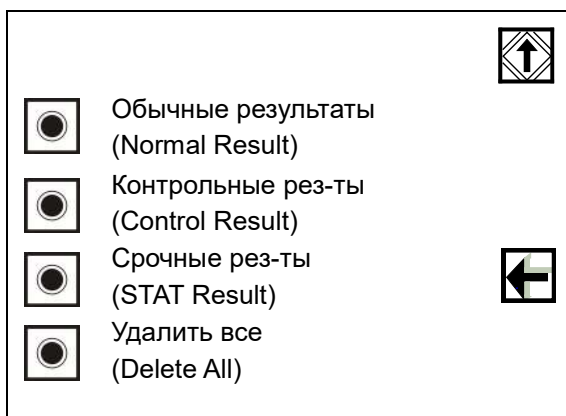 Обычные результаты
(Normal Result)
Контрольные рез-ты
(Control Result)
Срочные рез-ты
(STAT Result)
Удалить все
(Delete All)